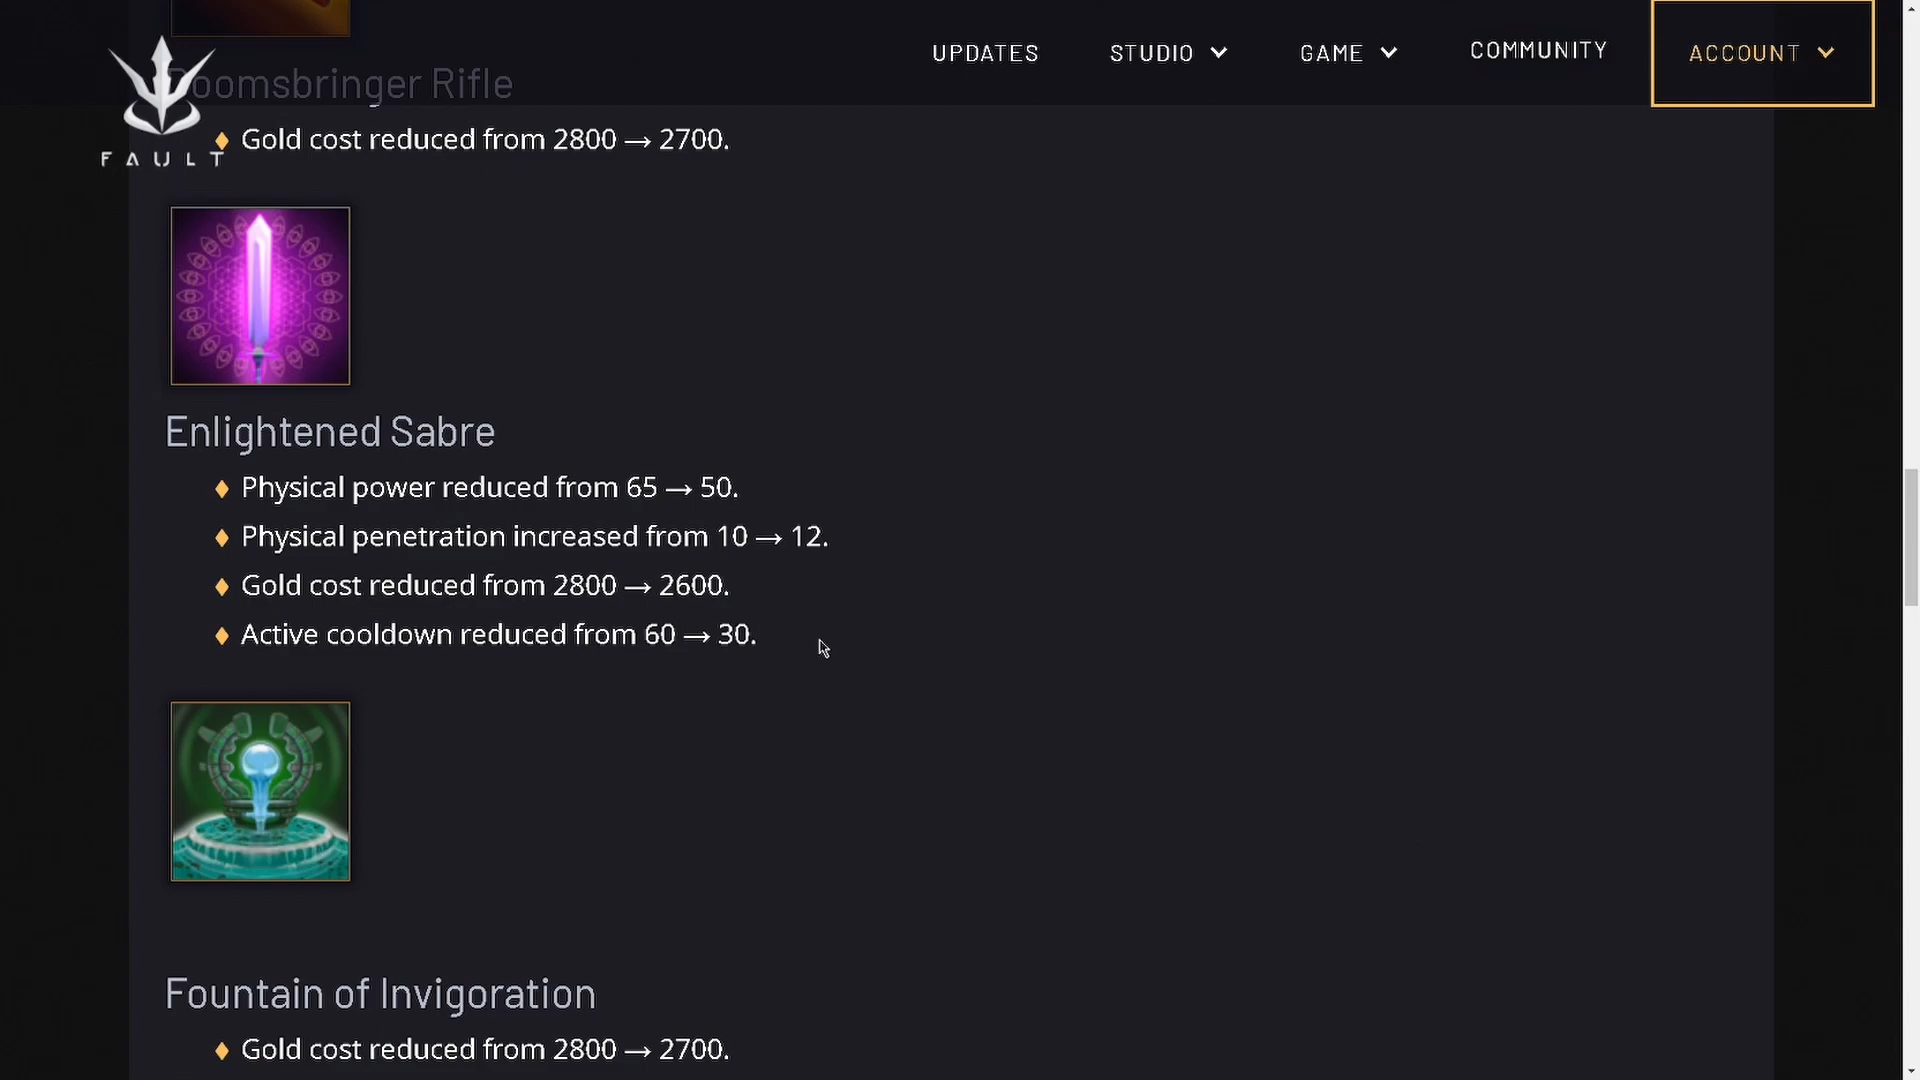 UPDATES
STUDIO
GAME
COMMUNITY
ACCOUNT
FAULT
Doomsbringer Rifle
Gold cost reduced from 2800 → 2700.
Enlightened Sabre
Physical power reduced from 65 → 50.
Physical penetration increased from 10 → 12.
Gold cost reduced from 2800 → 2600.
Active cooldown reduced from 60 → 30.
Fountain of Invigoration
Gold cost reduced from 2800 → 2700.